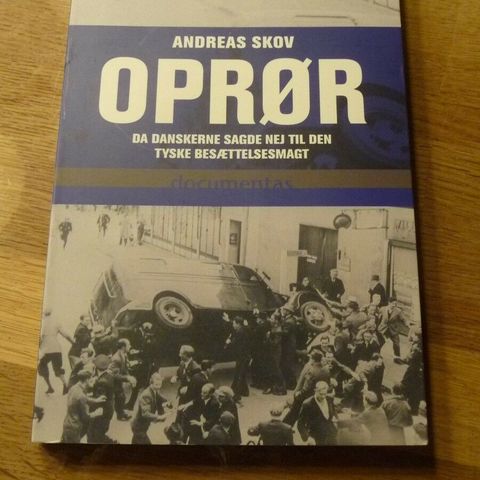 ANDREAS SKOV
OPRØR
DA DANSKERNE SAGDE NEJ TIL DEN
TYSKE BESÆTTELSESMAGT
documentas